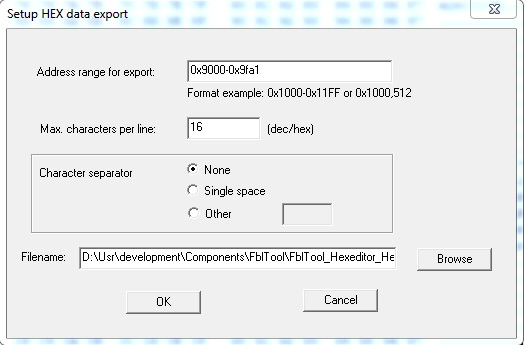 Setup HEX data export
Address range for export: 0x9000-0x9fa1
Format example: 0x1000-0x11FF or 0x1000,512
Max. characters per line: 16 (dec/hex)
Character separator
None
Single space
Other
Filename: D:\Usr\development\Components\FblTool\FblTool_Hexeditor_He Browse
OK Cancel